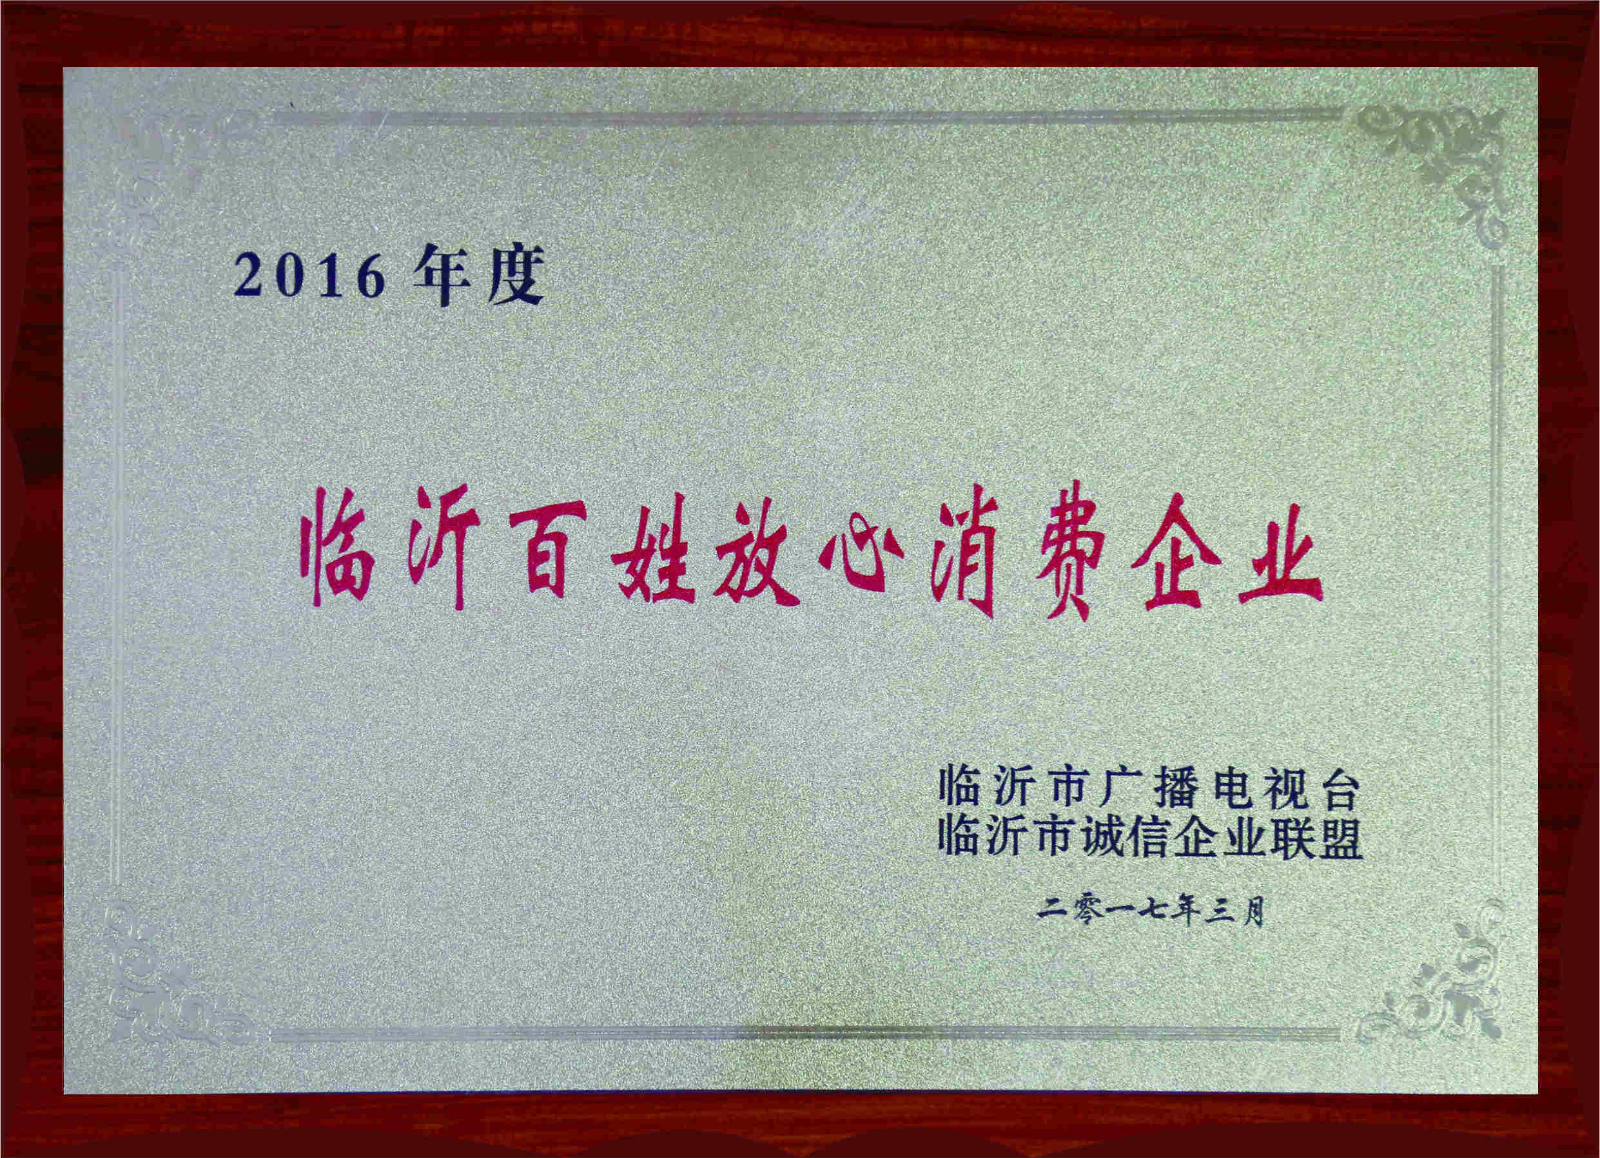 2016 年度
临沂百姓放心消费企业
临沂市广播电视台
临沂市诚信企业联盟
二零一七年三月